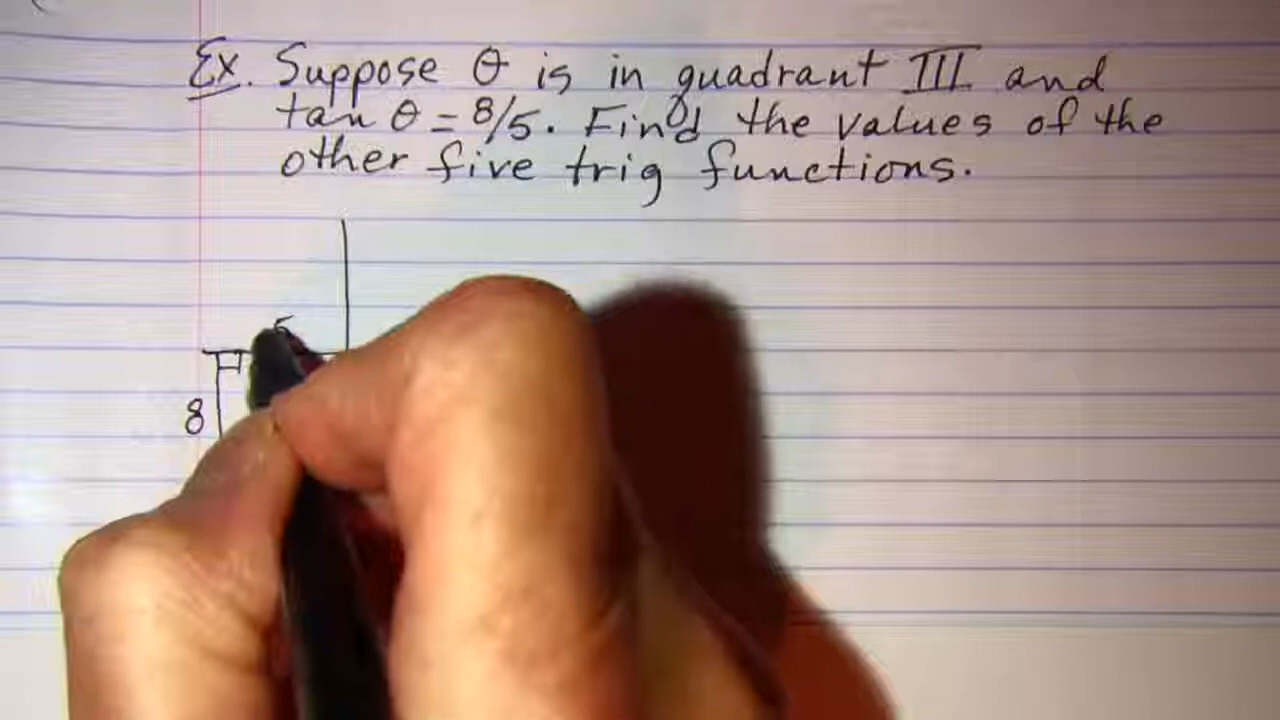 Ex. Suppose θ is in quadrant III and
tan θ = 8/5. Find the values of the
other five trig functions.
8